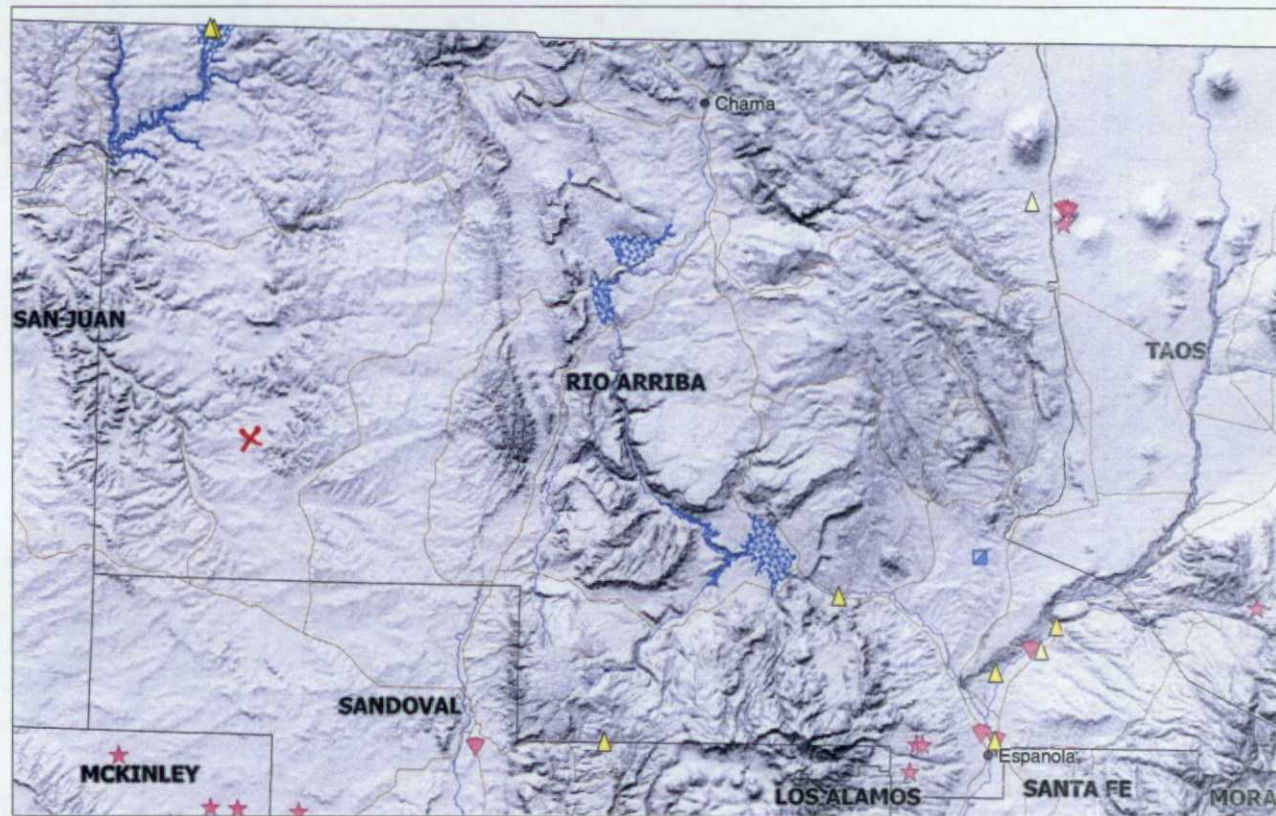 Chama
SAN JUAN
TAOS
RIO ARRIBA
SANDOVAL
Espanola
MCKINLEY
LOS ALAMOS
SANTA FE
MORA